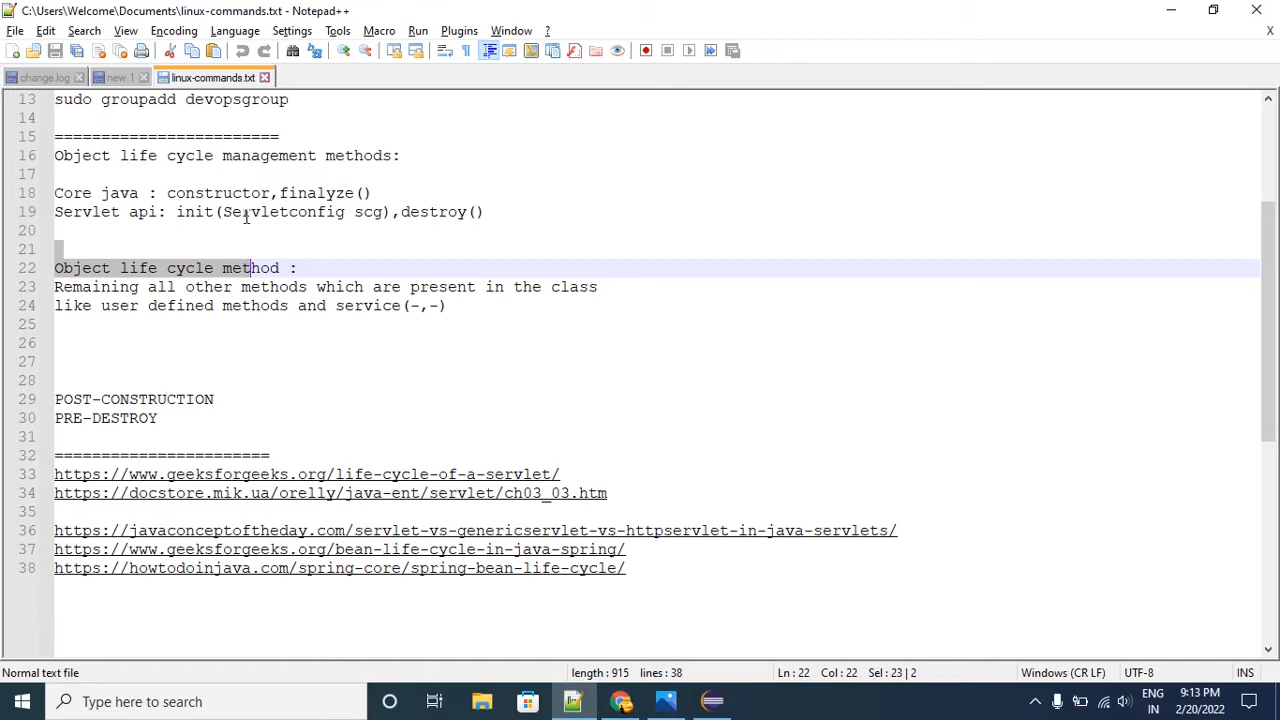 C:\Users\Welcome\Documents\linux-commands.txt - Notepad++
File Edit Search View Encoding Language Settings Tools Macro Run Plugins Window ? X
change.log new 1 linux-commands.txt
13 sudo groupadd devopsgroup
14
15 ========================
16 Object life cycle management methods:
17
18 Core java : constructor,finalyze()
19 Servlet api: init(Servletconfig scg),destroy()
20
21
22 Object life cycle method :
23 Remaining all other methods which are present in the class
24 like user defined methods and service(-,-)
25
26
27
28
29 POST-CONSTRUCTION
30 PRE-DESTROY
31
32 =======================
33 https://www.geeksforgeeks.org/life-cycle-of-a-servlet/
34 https://docstore.mik.ua/orelly/java-ent/servlet/ch03_03.htm
35
36 https://javaconceptoftheday.com/servlet-vs-genericservlet-vs-httpservlet-in-java-servlets/
37 https://www.geeksforgeeks.org/bean-life-cycle-in-java-spring/
38 https://howtodoinjava.com/spring-core/spring-bean-life-cycle/
Normal text file length : 915 lines : 38 Ln : 22 Col : 22 Sel : 23 | 2 Windows (CR LF) UTF-8 INS
Type here to search ENG 9:13 PM
IN 2/20/2022